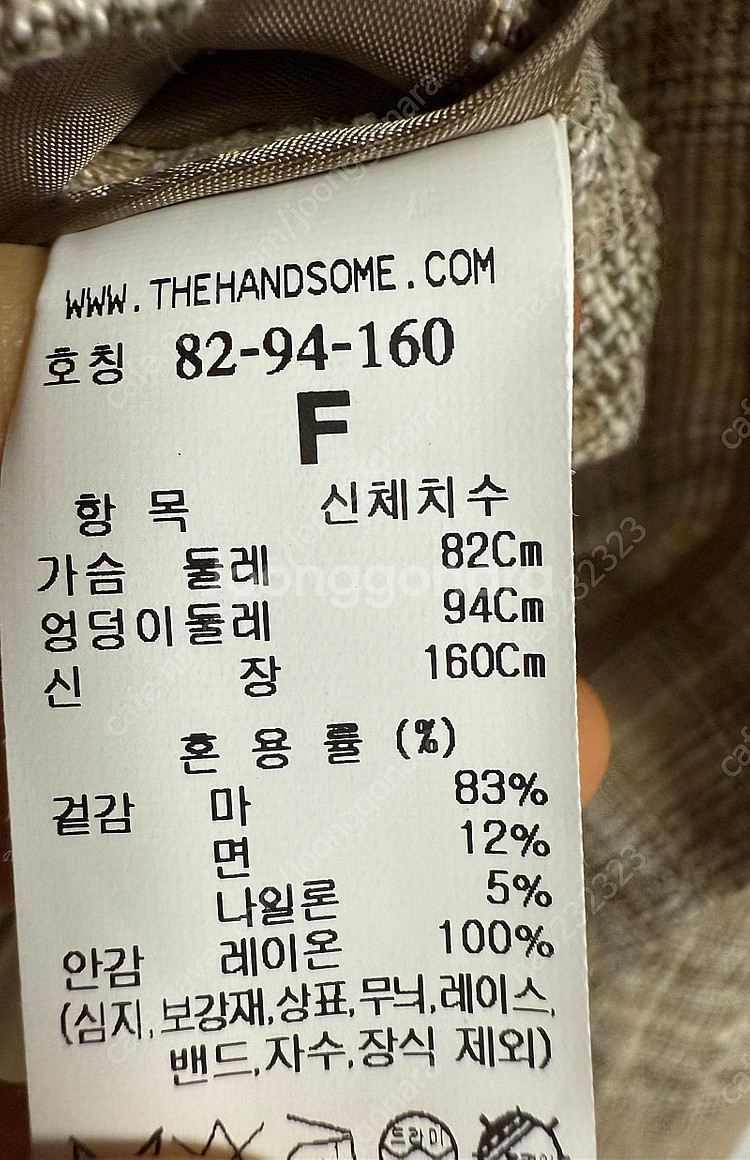 WWW.THEHANDSOME.COM
호칭 82-94-160
F
항 목 신체치수
가슴 둘레 82Cm
엉덩이둘레 94Cm
신 장 160Cm
혼 용 률 (%)
겉감 마 83%
면 12%
나일론 5%
안감 레이온 100%
(심지,보강재,상표,무늬,레이스,
밴드,자수,장식 제외)
드라이